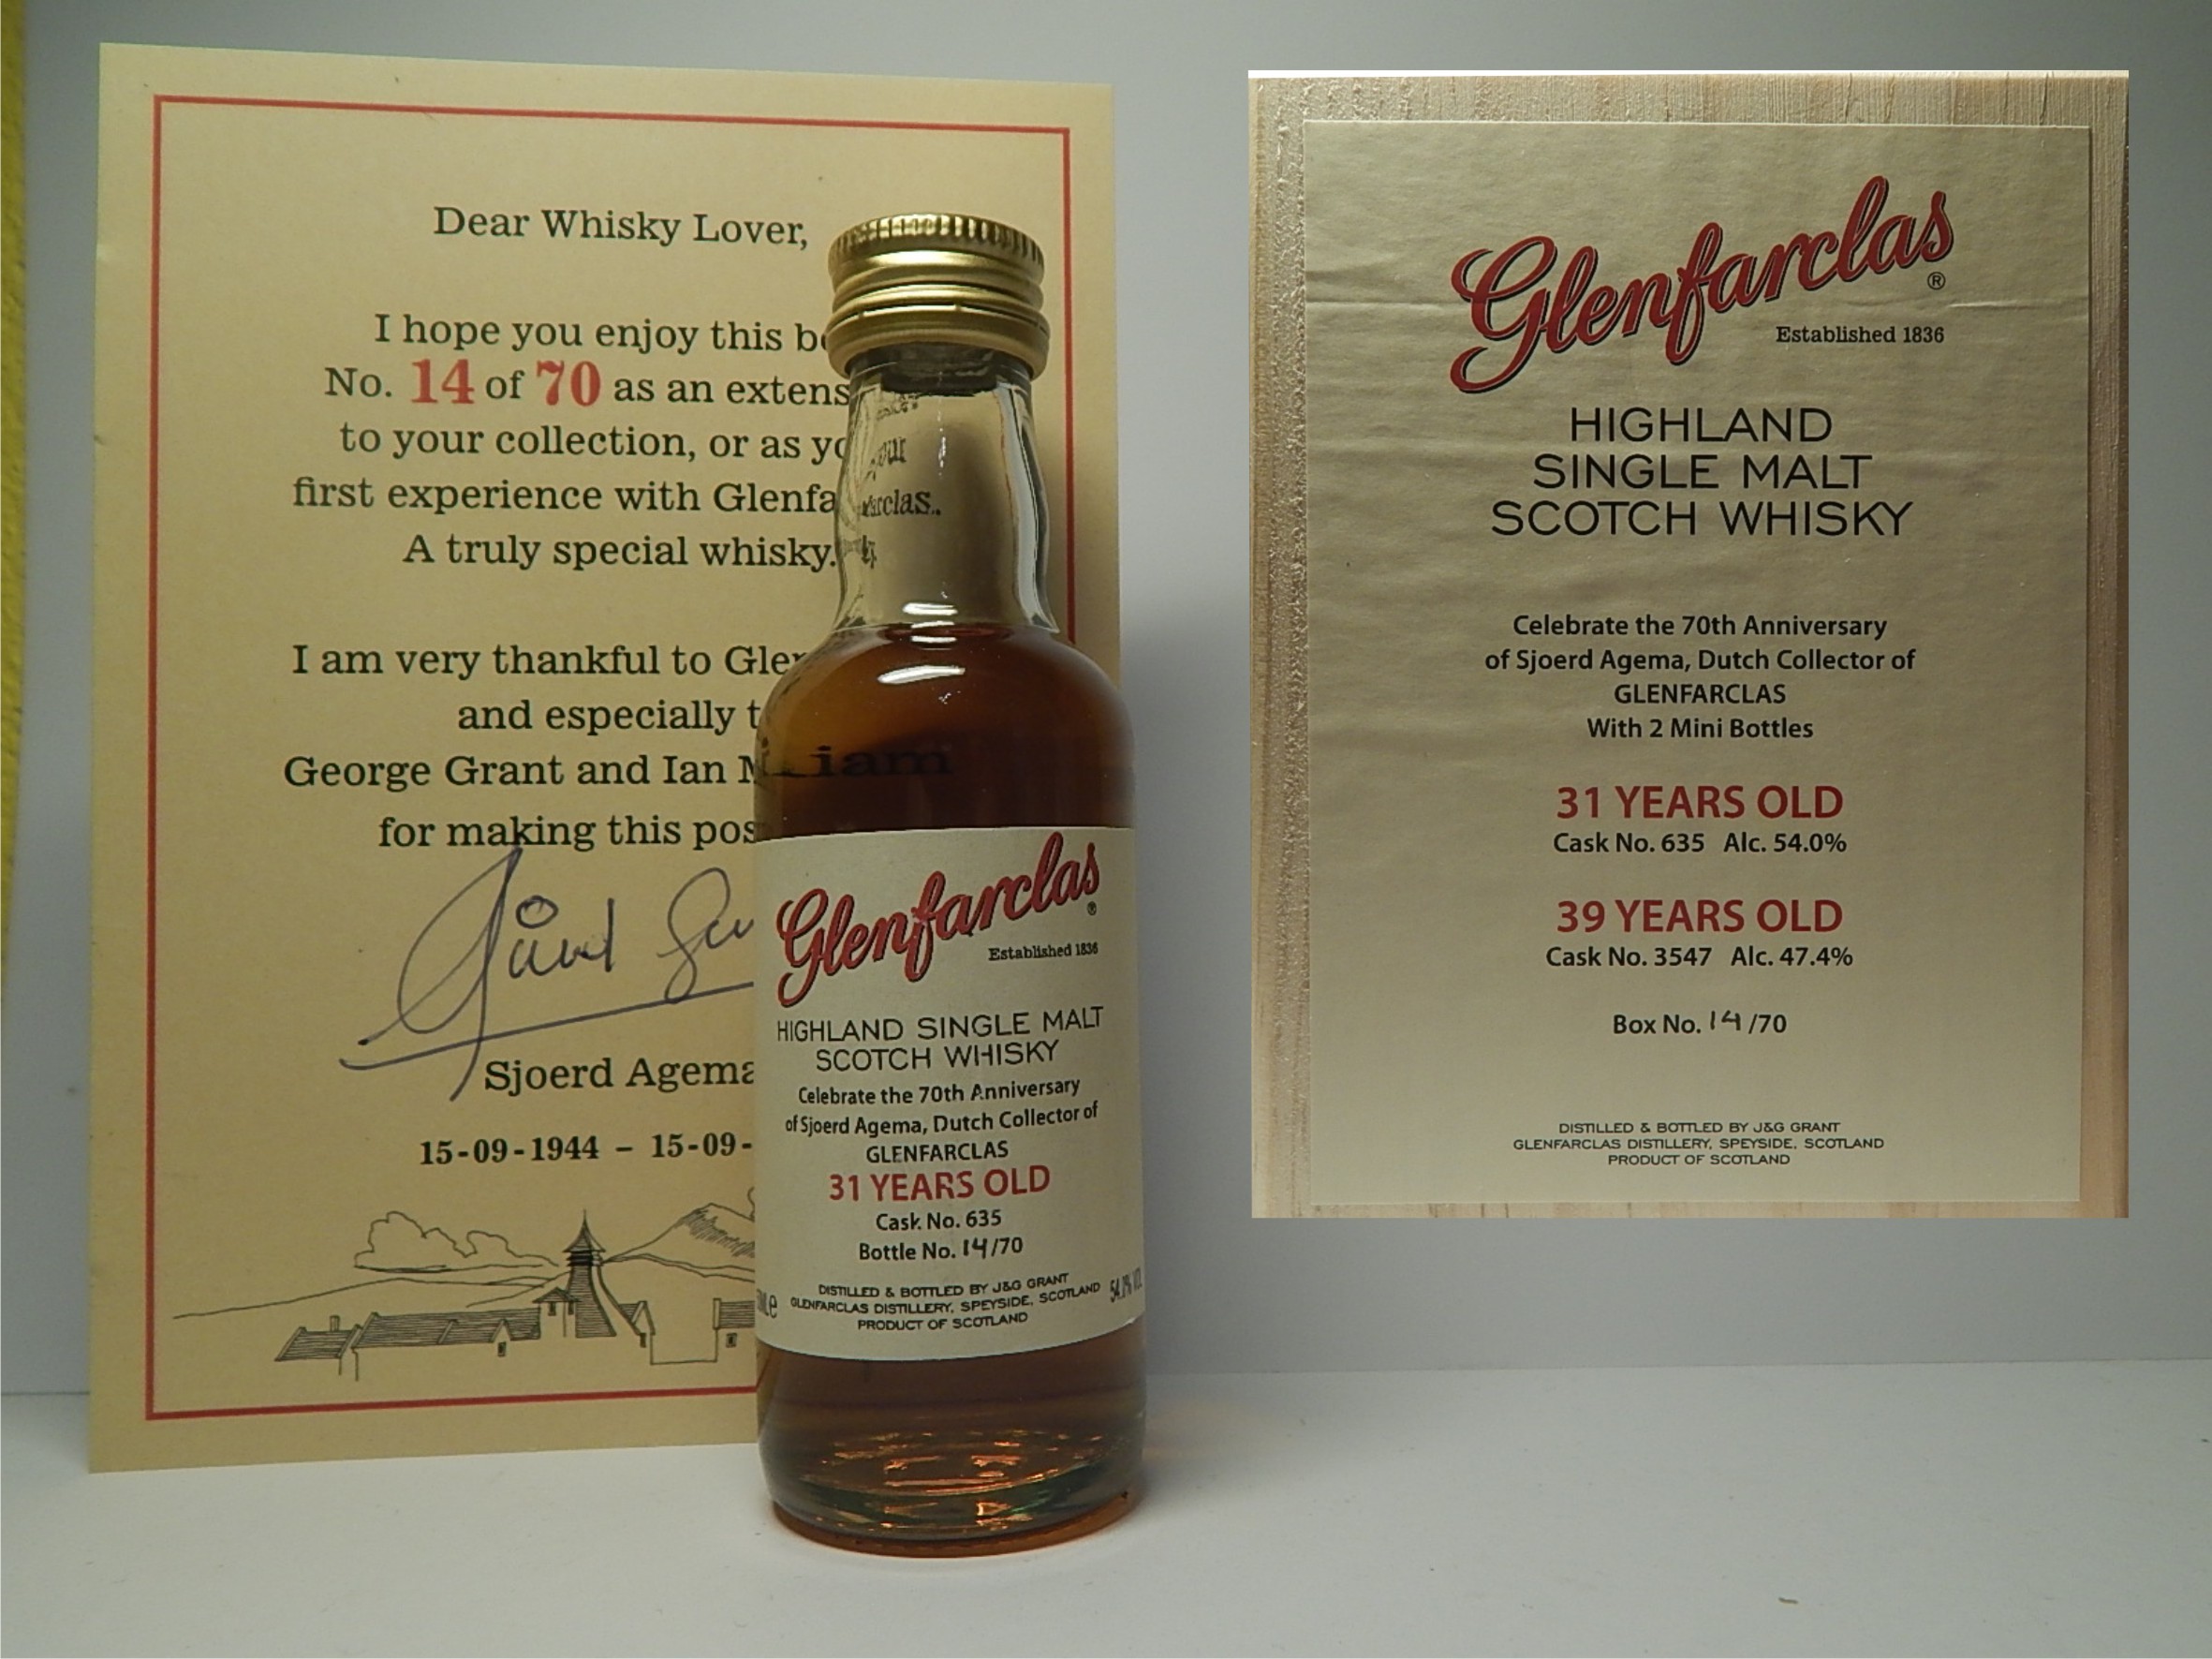 Dear Whisky Lover,
I hope you enjoy this
No. 14 of 70 as an
to your collection, or as
first experience with
A truly special whisky.
I am very thankful to
and especially
George Grant and Ian
for making this
Sjoerd Agema
15-09-1944 – 15-09-
Glenfarclas®
Established 1836
HIGHLAND SINGLE MALT
SCOTCH WHISKY
Celebrate the 70th Anniversary
of Sjoerd Agema, Dutch Collector of
GLENFARCLAS
31 YEARS OLD
Cask No. 635
Bottle No. 14/70
DISTILLED & BOTTLED BY J&G GRANT
GLENFARCLAS DISTILLERY, SPEYSIDE, SCOTLAND
PRODUCT OF SCOTLAND
Glenfarclas®
Established 1836
HIGHLAND
SINGLE MALT
SCOTCH WHISKY
Celebrate the 70th Anniversary
of Sjoerd Agema, Dutch Collector of
GLENFARCLAS
With 2 Mini Bottles
31 YEARS OLD
Cask No. 635 Alc. 54.0%
39 YEARS OLD
Cask No. 3547 Alc. 47.4%
Box No. 14/70
DISTILLED & BOTTLED BY J&G GRANT
GLENFARCLAS DISTILLERY, SPEYSIDE, SCOTLAND
PRODUCT OF SCOTLAND